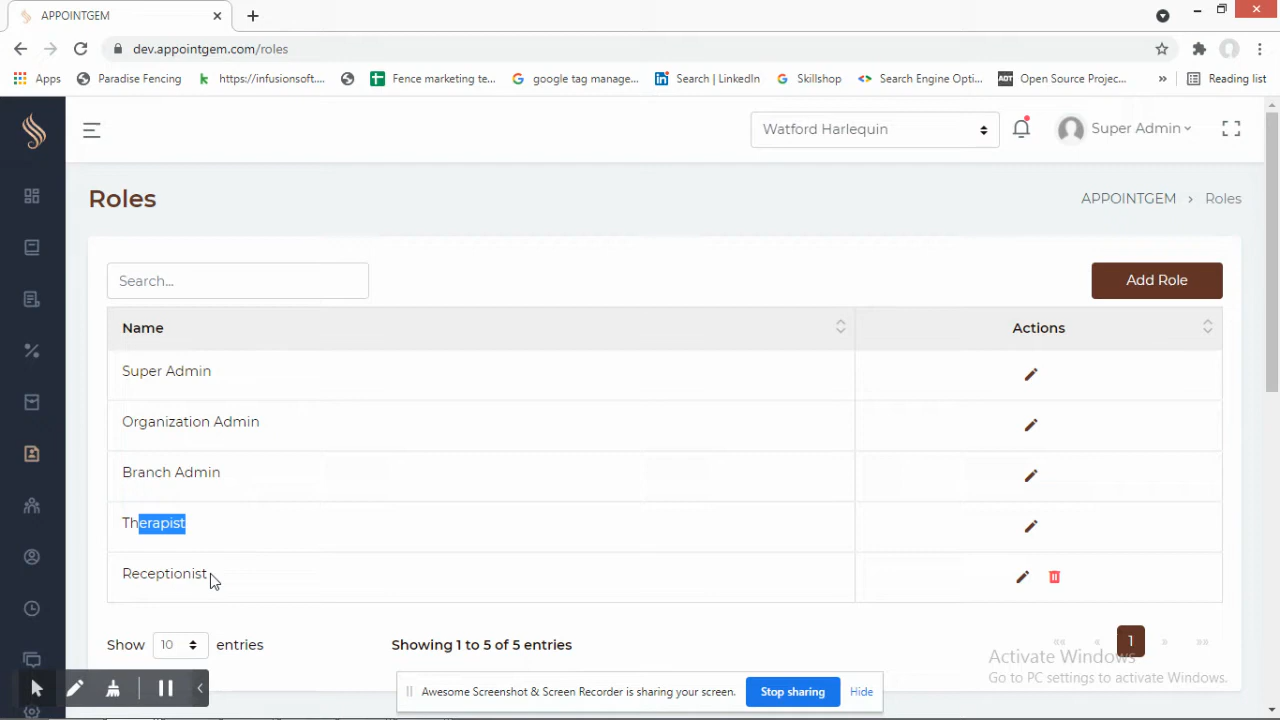 APPOINTGEM
dev.appointgem.com/roles
Apps
Paradise Fencing
https://infusionsoft....
Fence marketing te...
google tag manage...
Search | LinkedIn
Skillshop
Search Engine Opti...
AOT
Open Source Projec...
Reading list
Watford Harlequin
Super Admin
Roles
APPOINTGEM > Roles
Search...
Add Role
Name
Actions
Super Admin
Organization Admin
Branch Admin
Therapist
Receptionist
Show 10 entries
Showing 1 to 5 of 5 entries
«« « 1 » »»
Activate Windows
Go to PC settings to activate Windows.
Awesome Screenshot & Screen Recorder is sharing your screen.
Stop sharing
Hide